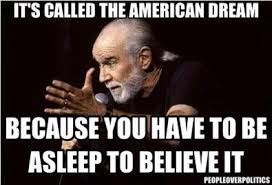 IT'S CALLED THE AMERICAN DREAM
BECAUSE YOU HAVE TO BE
ASLEEP TO BELIEVE IT
PEOPLEOVERPOLITICS